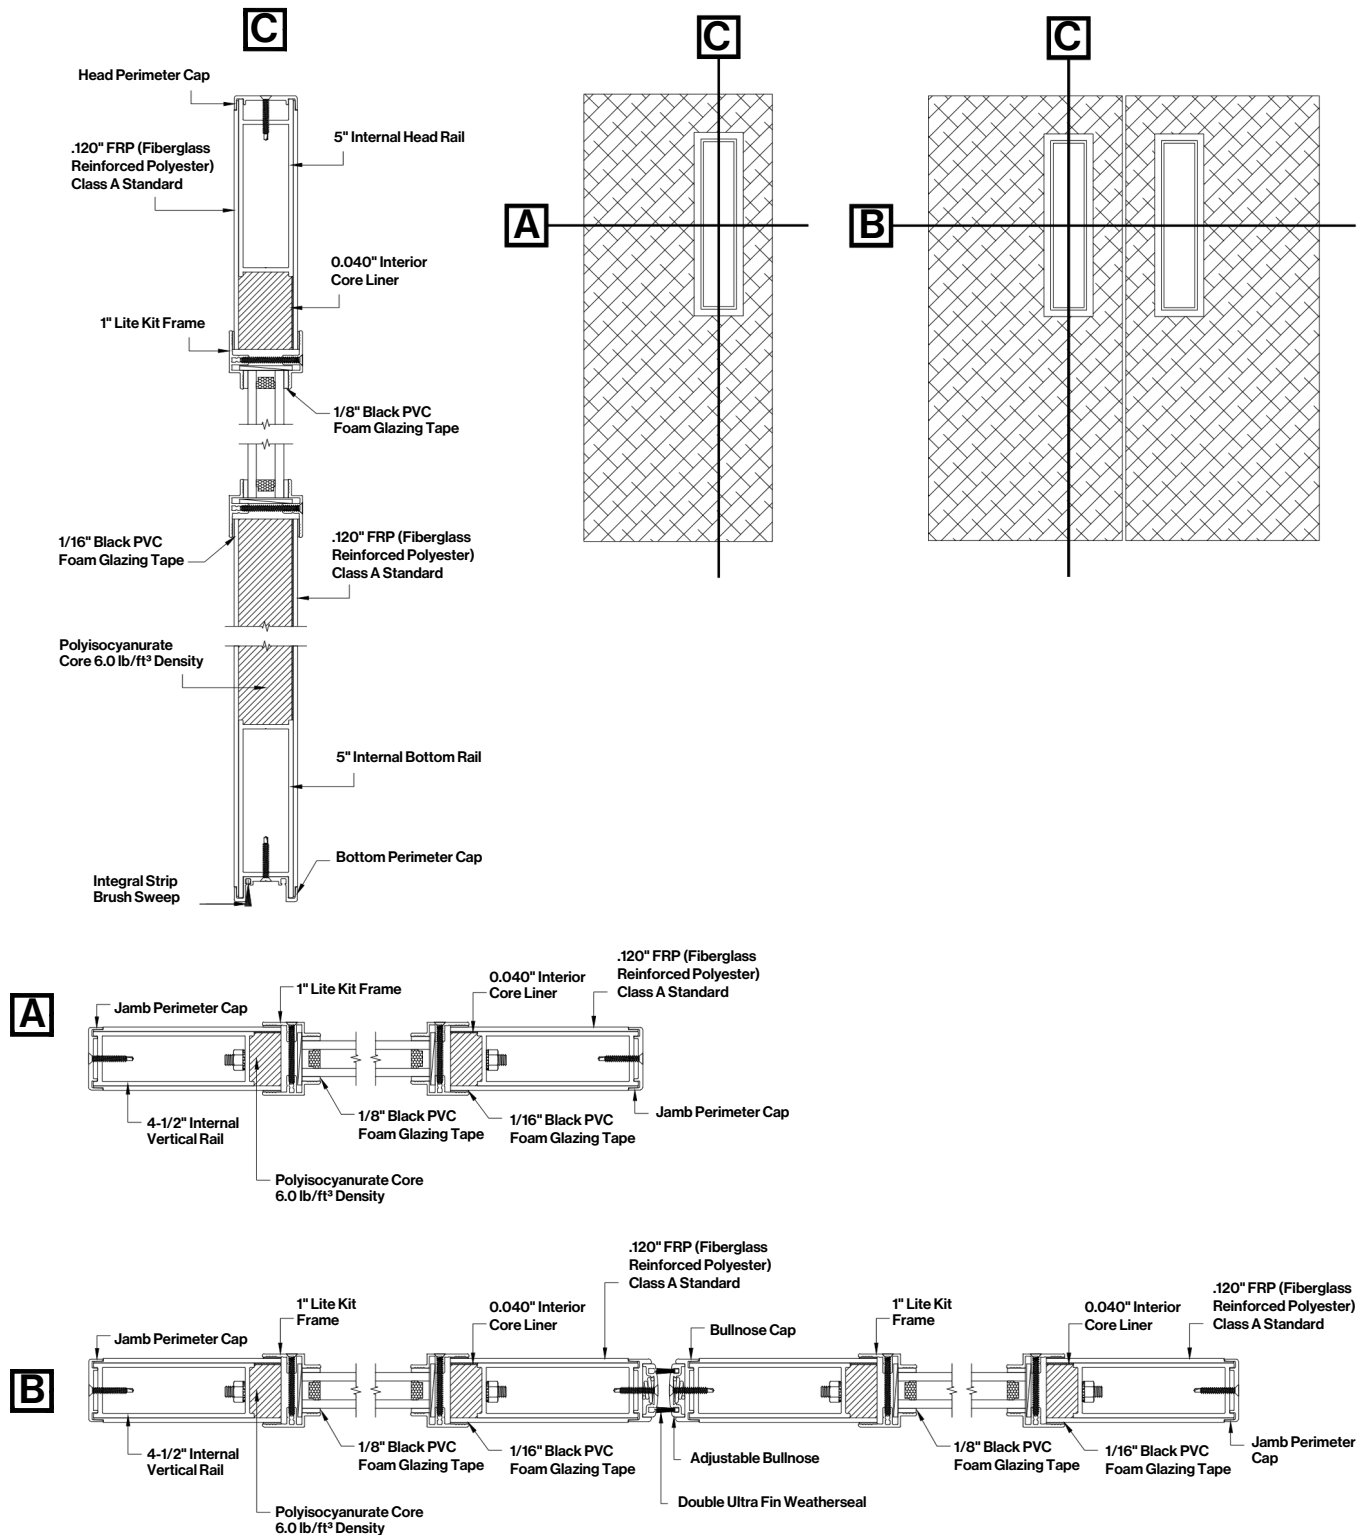 C
C
C
Head Perimeter Cap
5" Internal Head Rail
.120" FRP (Fiberglass
Reinforced Polyester)
Class A Standard
A
B
0.040" Interior
Core Liner
1" Lite Kit Frame
1/8" Black PVC
Foam Glazing Tape
1/16" Black PVC
Foam Glazing Tape
.120" FRP (Fiberglass
Reinforced Polyester)
Class A Standard
Polyisocyanurate
Core 6.0 lb/ft³ Density
5" Internal Bottom Rail
Bottom Perimeter Cap
Integral Strip
Brush Sweep
A
Jamb Perimeter Cap
1" Lite Kit Frame
0.040" Interior
Core Liner
.120" FRP (Fiberglass
Reinforced Polyester)
Class A Standard
4-1/2" Internal
Vertical Rail
1/8" Black PVC
Foam Glazing Tape
1/16" Black PVC
Foam Glazing Tape
Jamb Perimeter Cap
Polyisocyanurate Core
6.0 lb/ft³ Density
B
Jamb Perimeter Cap
1" Lite Kit
Frame
0.040" Interior
Core Liner
.120" FRP (Fiberglass
Reinforced Polyester)
Class A Standard
Bullnose Cap
1" Lite Kit
Frame
0.040" Interior
Core Liner
.120" FRP (Fiberglass
Reinforced Polyester)
Class A Standard
4-1/2" Internal
Vertical Rail
1/8" Black PVC
Foam Glazing Tape
1/16" Black PVC
Foam Glazing Tape
Adjustable Bullnose
Double Ultra Fin Weatherseal
1/8" Black PVC
Foam Glazing Tape
1/16" Black PVC
Foam Glazing Tape
Jamb Perimeter
Cap
Polyisocyanurate Core
6.0 lb/ft³ Density